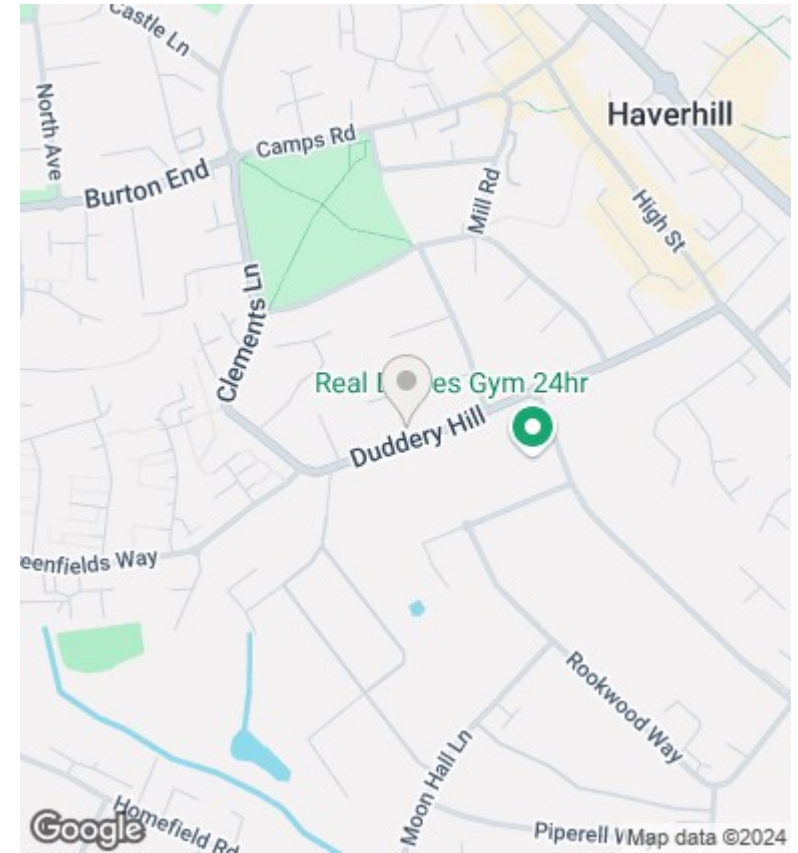 Castle Ln
North Ave
Haverhill
Camps Rd
Burton End
Mill Rd
High St
Clements Ln
Real es Gym 24hr
Duddery Hill
eenfields Way
Rookwood Way
Moon Hall Ln
Homefield Rd
Piperell
Google
Map data ©2024